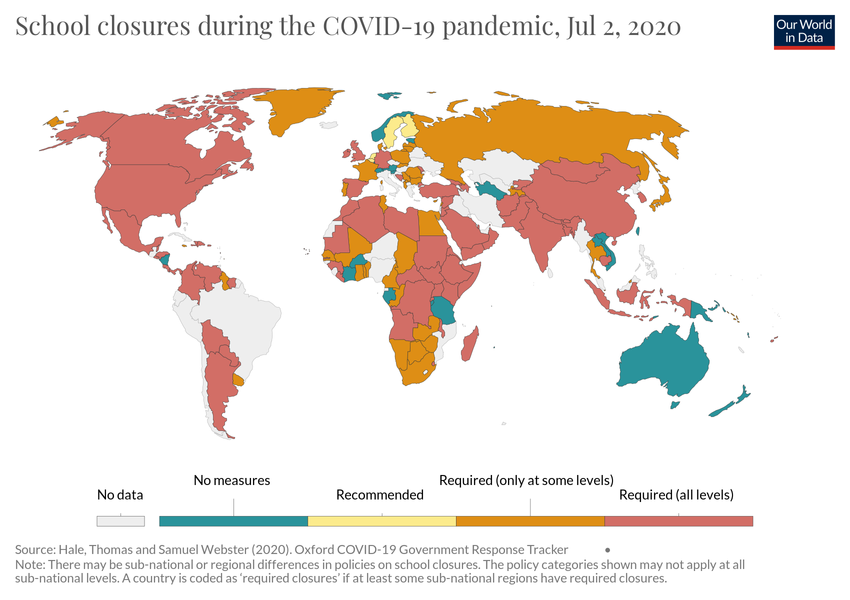 School closures during the COVID-19 pandemic, Jul 2, 2020
Our World
in Data
No data
No measures
Recommended
Required (only at some levels)
Required (all levels)
Source: Hale, Thomas and Samuel Webster (2020). Oxford COVID-19 Government Response Tracker •
Note: There may be sub-national or regional differences in policies on school closures. The policy categories shown may not apply at all
sub-national levels. A country is coded as 'required closures' if at least some sub-national regions have required closures.